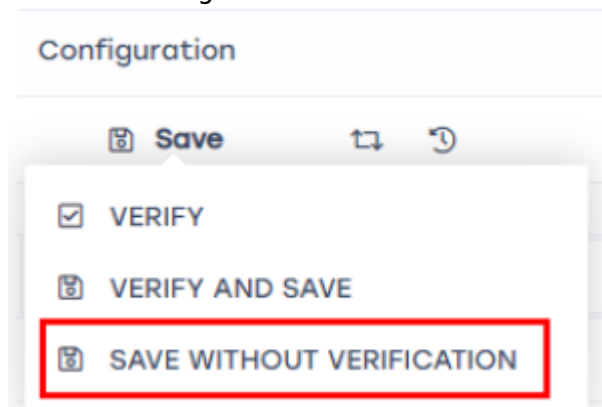 Configuration
Save
VERIFY
VERIFY AND SAVE
SAVE WITHOUT VERIFICATION